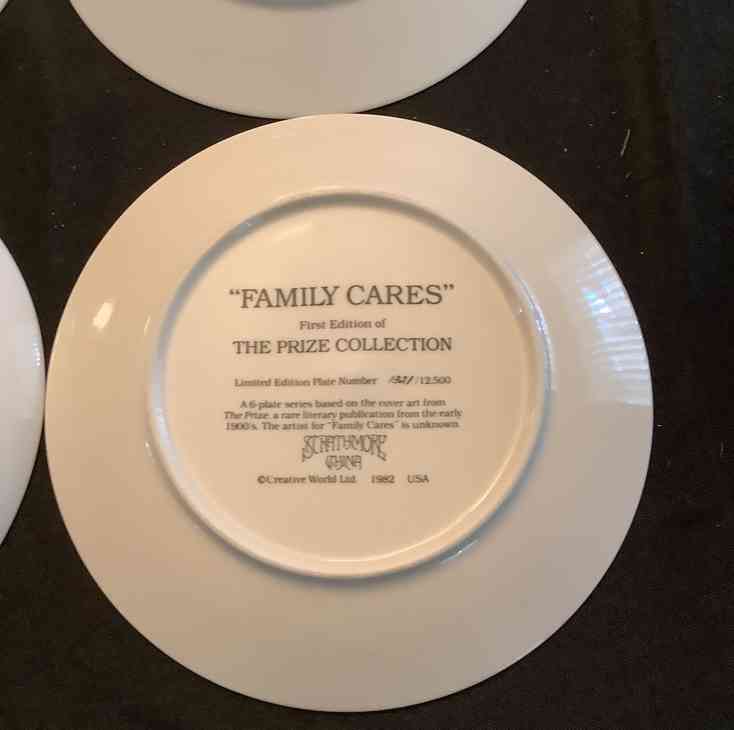 “FAMILY CARES”
First Edition of
THE PRIZE COLLECTION
Limited Edition Plate Number /12,500
A 6-plate series based on the cover art from
The Prize, a rare literary publication from the early
1900's. The artist for “Family Cares” is unknown.
STRATHMORE
CHINA
©Creative World Ltd. 1982 USA